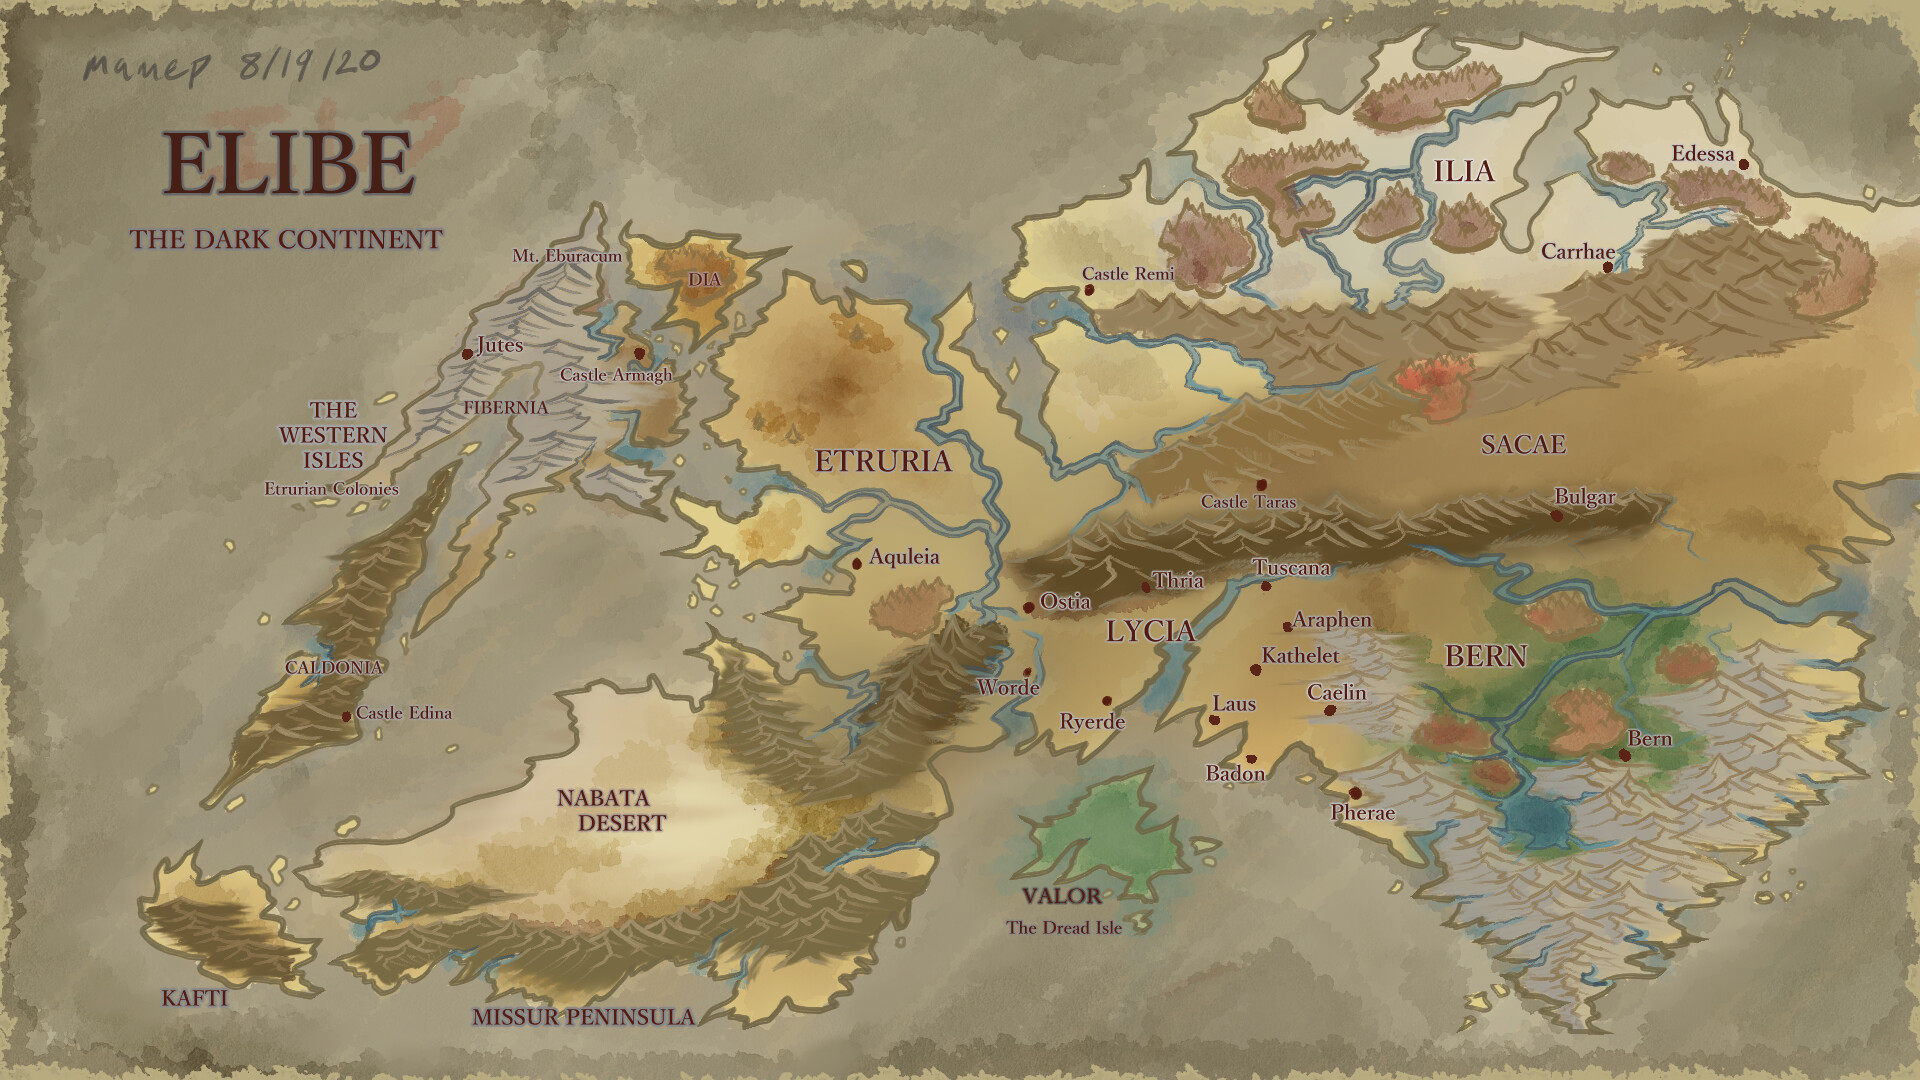 Manep 8/19/20
ELIBE
THE DARK CONTINENT
ILIA
Edessa
Carrhae
Castle Remi
Mt. Eburacum
DIA
Jutes
Castle Armagh
FIBERNIA
THE
WESTERN
ISLES
Etrurian Colonies
ETRURIA
SACAE
Castle Taras
Bulgar
Aquleia
Ostia
Thria
Tuscana
LYCIA
Araphen
Kathelet
BERN
CALDONIA
Castle Edina
Worde
Ryerde
Laus
Caelin
Bern
Badon
Pherae
NABATA
DESERT
VALOR
The Dread Isle
KAFTI
MISSUR PENINSULA